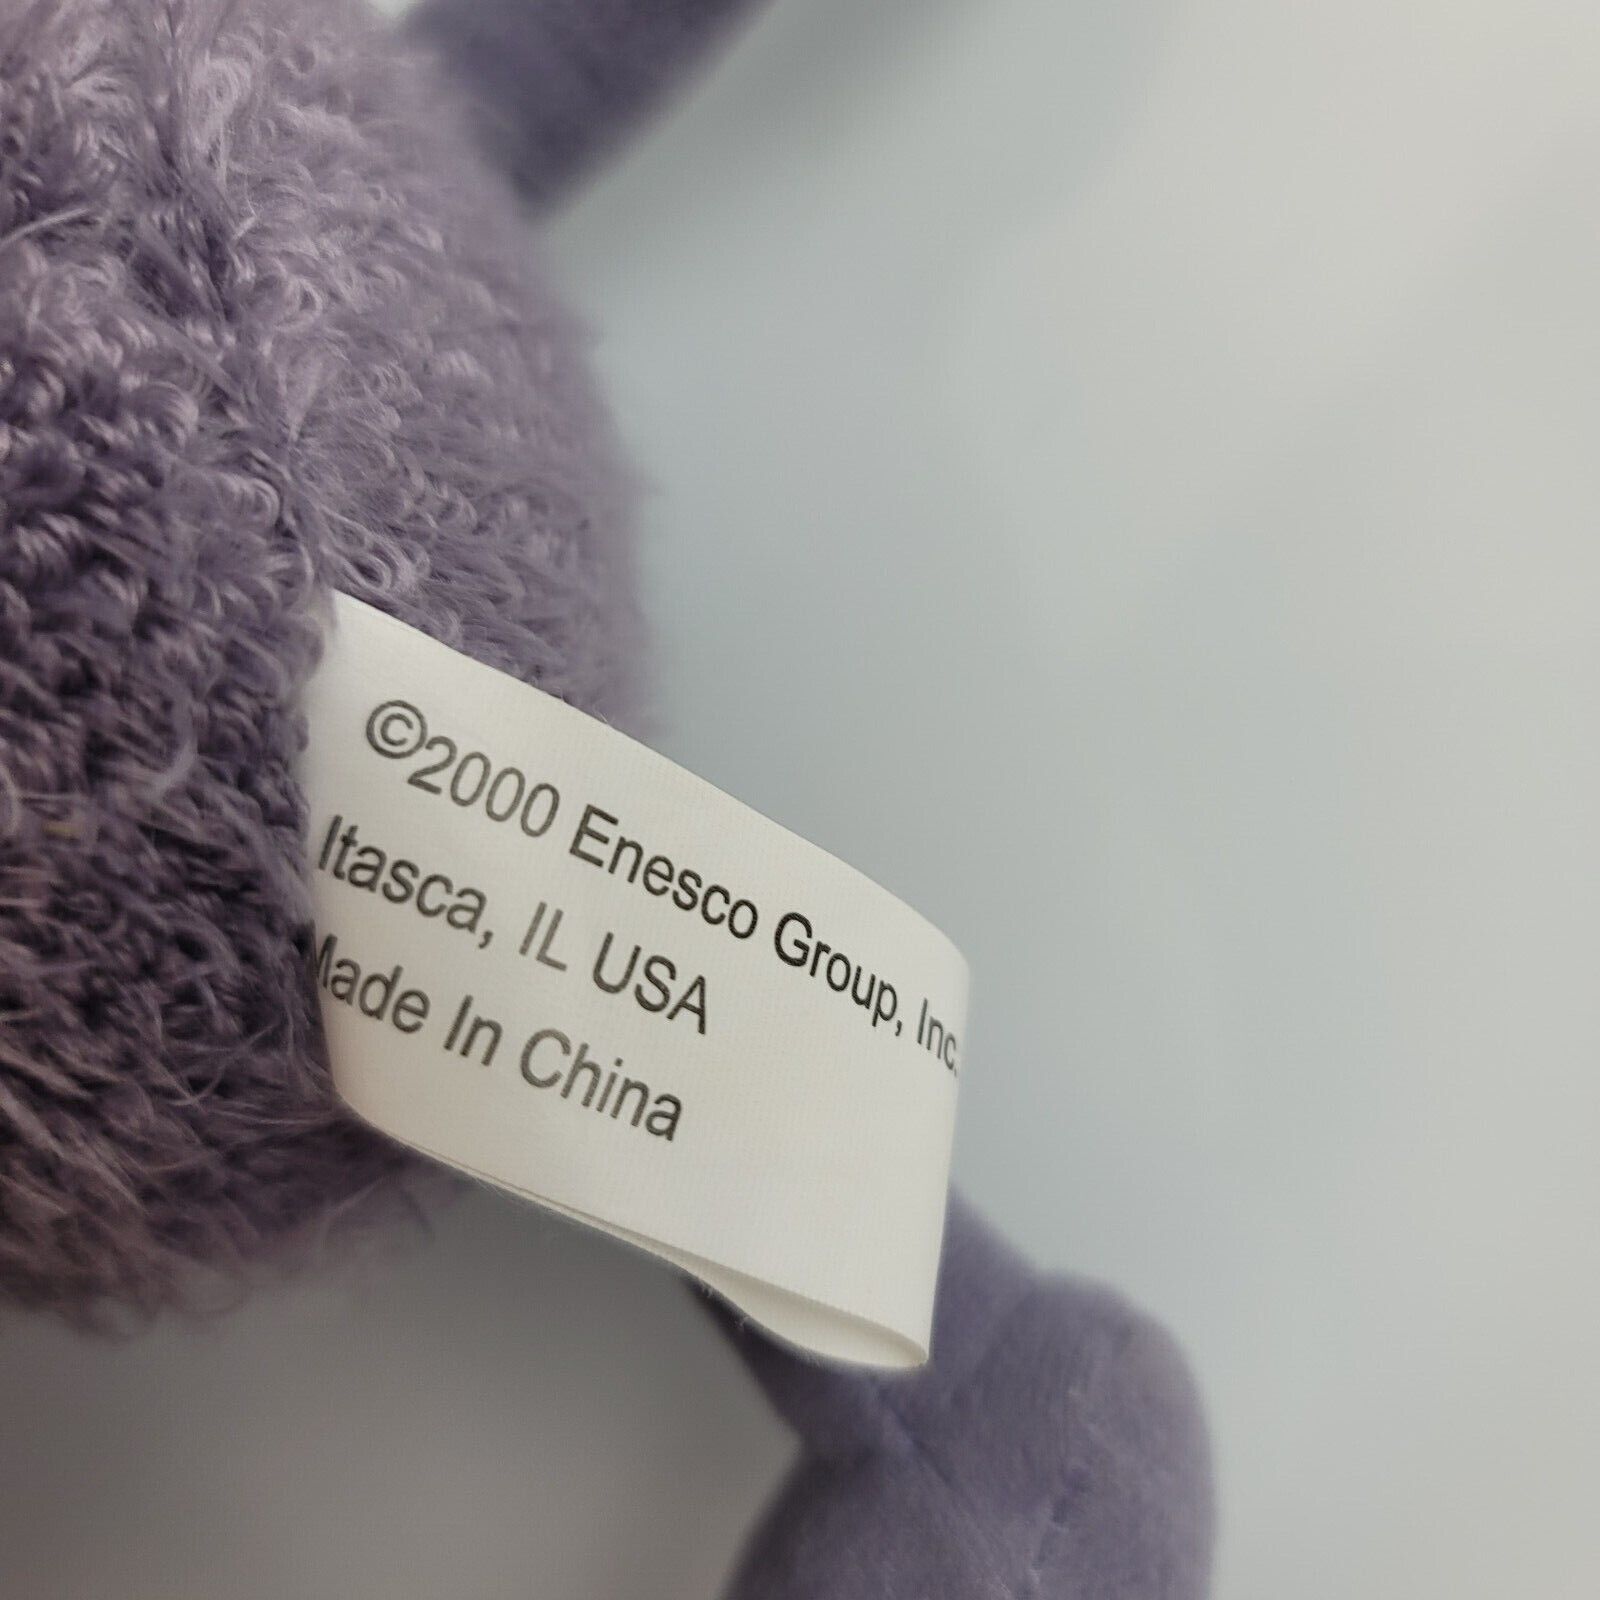 ©2000 Enesco Group, Inc.
Itasca, IL USA
Made In China